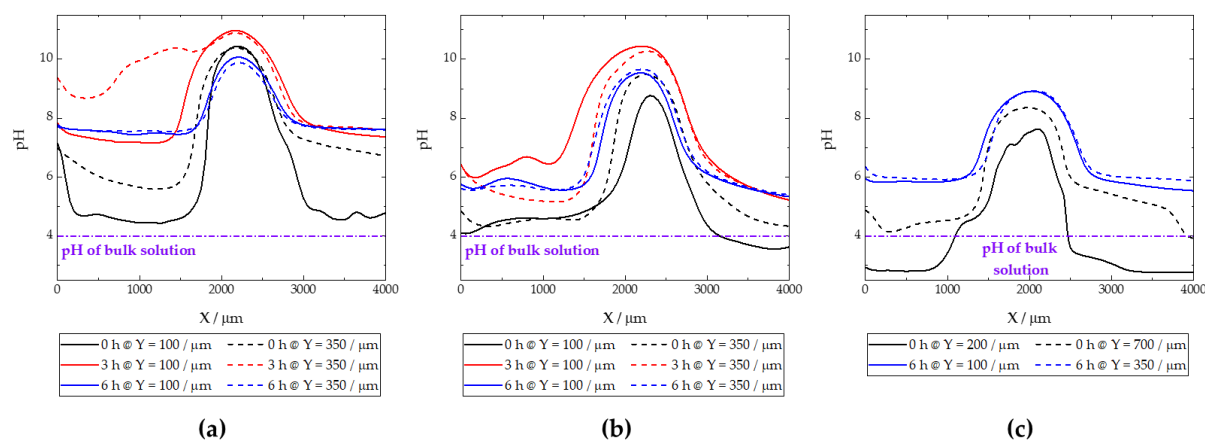 10
8
6
4
pH
pH of bulk solution
0 1000 2000 3000 4000
X / μm
0 h @ Y = 100 / μm 0 h @ Y = 350 / μm
3 h @ Y = 100 / μm 3 h @ Y = 350 / μm
6 h @ Y = 100 / μm 6 h @ Y = 350 / μm
(a)
10
8
6
4
pH
pH of bulk solution
0 1000 2000 3000 4000
X / μm
0 h @ Y = 100 / μm 0 h @ Y = 350 / μm
3 h @ Y = 100 / μm 3 h @ Y = 350 / μm
6 h @ Y = 100 / μm 6 h @ Y = 350 / μm
(b)
10
8
6
4
pH
pH of bulk
solution
0 1000 2000 3000 4000
X / μm
0 h @ Y = 200 / μm 0 h @ Y = 700 / μm
6 h @ Y = 100 / μm 6 h @ Y = 350 / μm
(c)